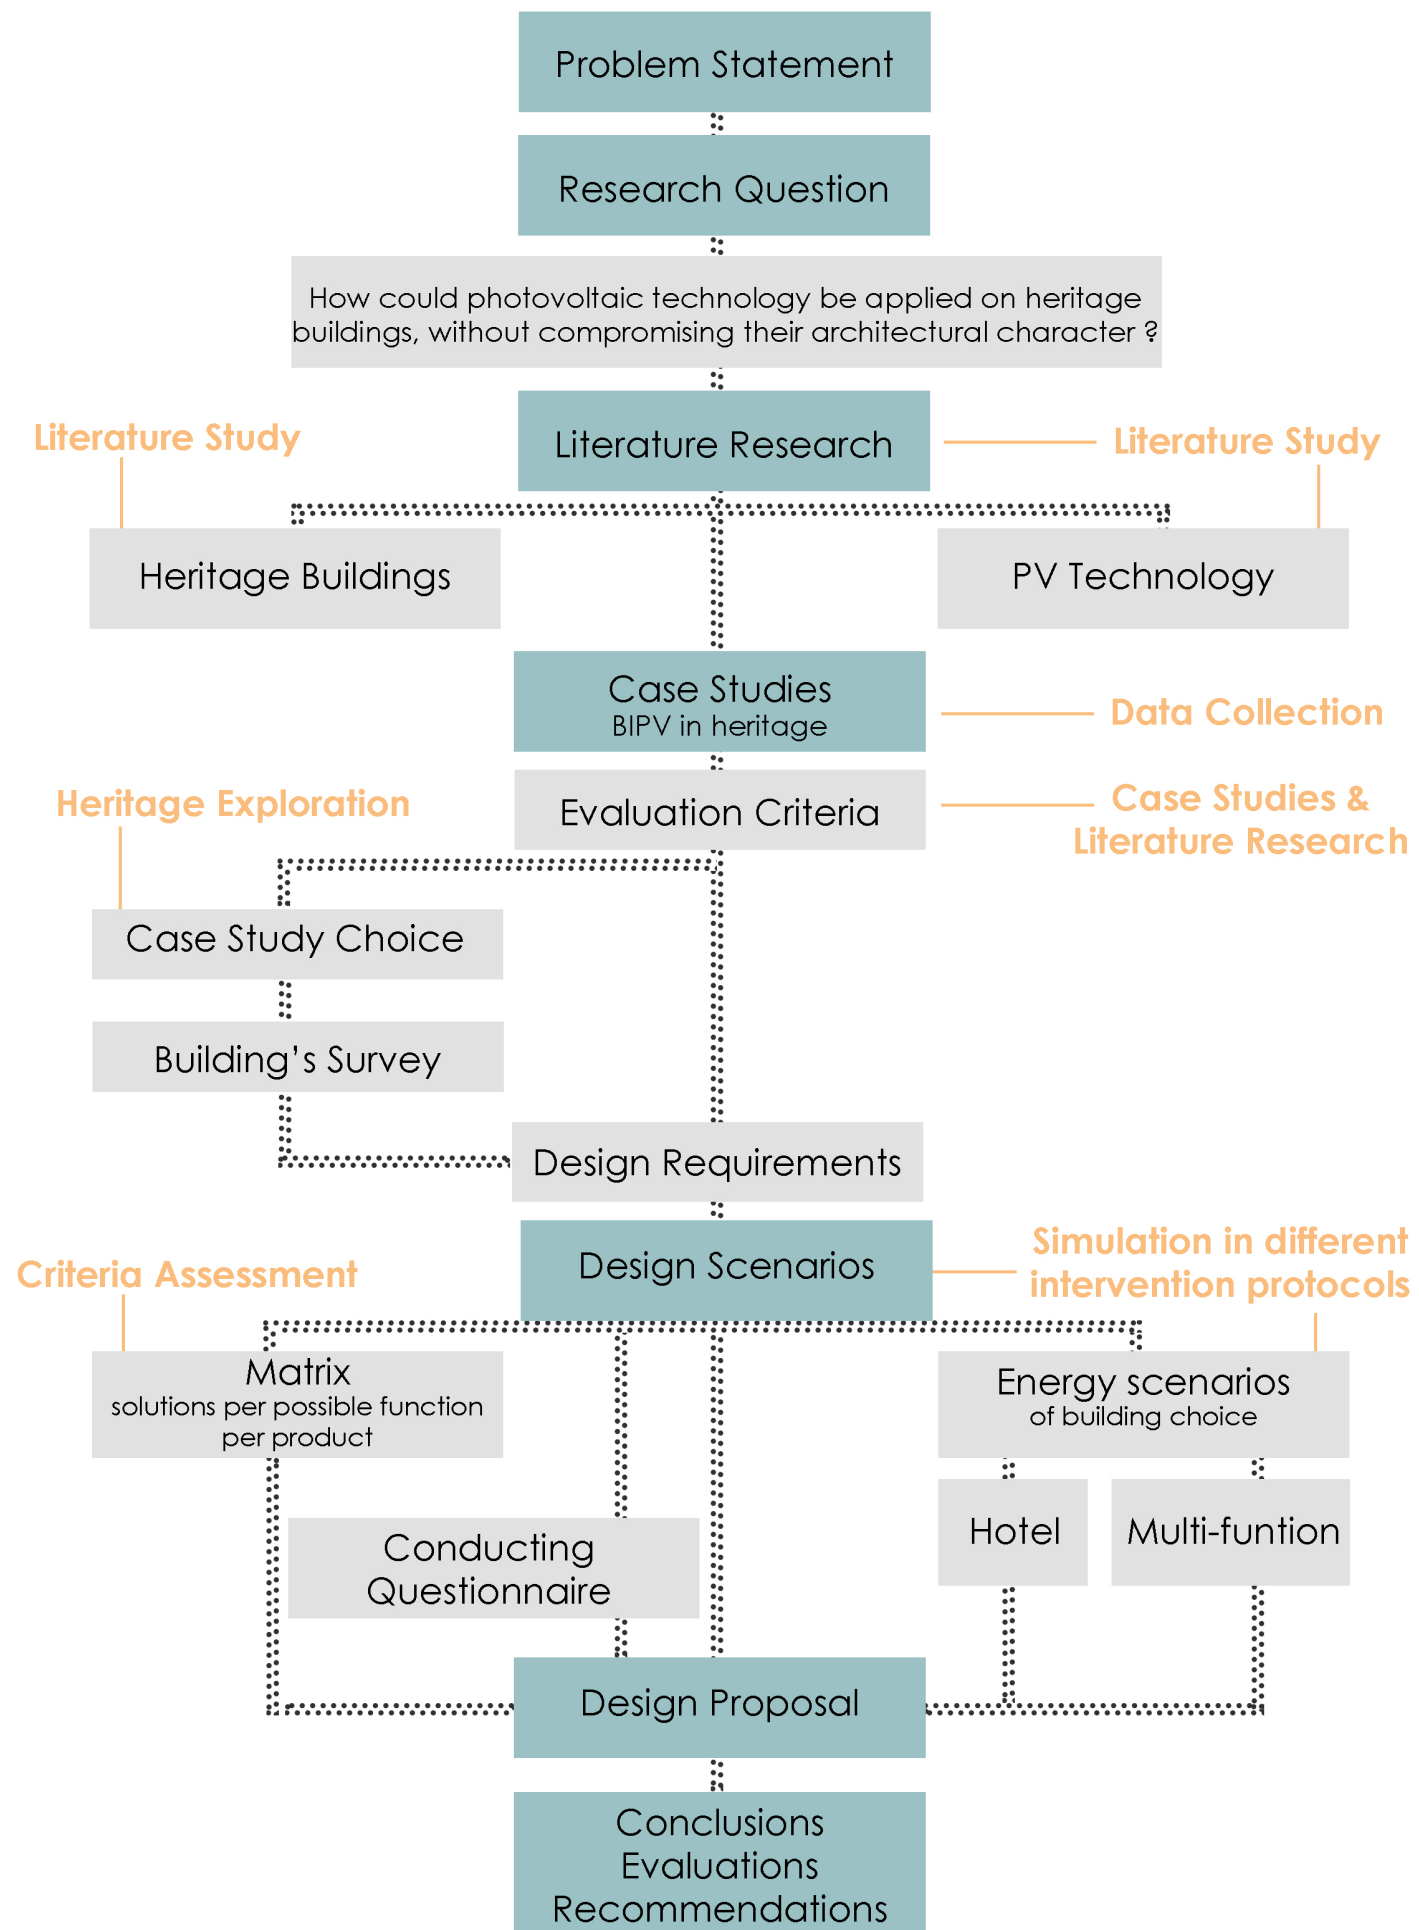 Problem Statement
Research Question
How could photovoltaic technology be applied on heritage
buildings, without compromising their architectural character ?
Literature Study
Literature Research
Literature Study
Heritage Buildings
PV Technology
Case Studies
BIPV in heritage
Data Collection
Heritage Exploration
Evaluation Criteria
Case Studies &
Literature Research
Case Study Choice
Building’s Survey
Design Requirements
Criteria Assessment
Design Scenarios
Simulation in different
intervention protocols
Matrix
solutions per possible function
per product
Energy scenarios
of building choice
Hotel
Multi-funtion
Conducting
Questionnaire
Design Proposal
Conclusions
Evaluations
Recommendations